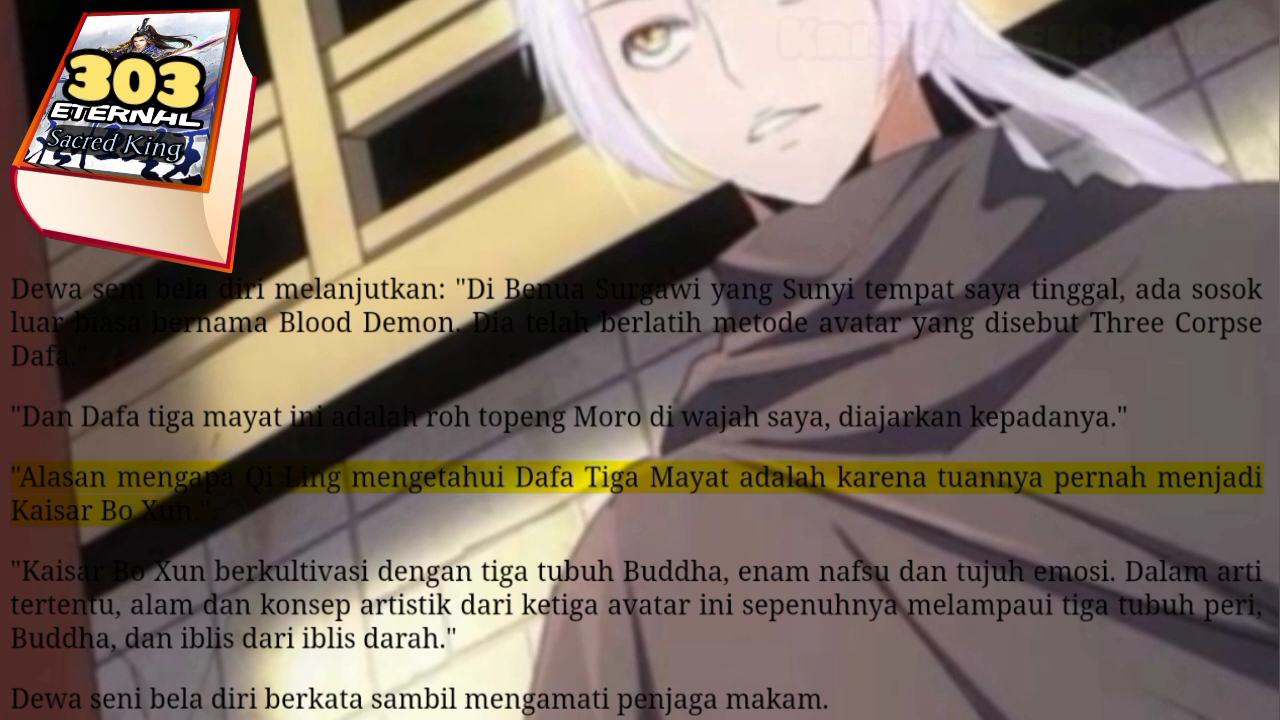 303
ETERNAL
Sacred King
Dewa seni bela diri melanjutkan: "Di Benua Surgawi yang Sunyi tempat saya tinggal, ada sosok
luar biasa bernama Blood Demon. Dia telah berlatih metode avatar yang disebut Three Corpse
Dafa."
"Dan Dafa tiga mayat ini adalah roh topeng Moro di wajah saya, diajarkan kepadanya."
"Alasan mengapa Qi Ling mengetahui Dafa Tiga Mayat adalah karena tuannya pernah menjadi
Kaisar Bo Xun."
"Kaisar Bo Xun berkultivasi dengan tiga tubuh Buddha, enam nafsu dan tujuh emosi. Dalam arti
tertentu, alam dan konsep artistik dari ketiga avatar ini sepenuhnya melampaui tiga tubuh peri,
Buddha, dan iblis dari iblis darah."
Dewa seni bela diri berkata sambil mengamati penjaga makam.